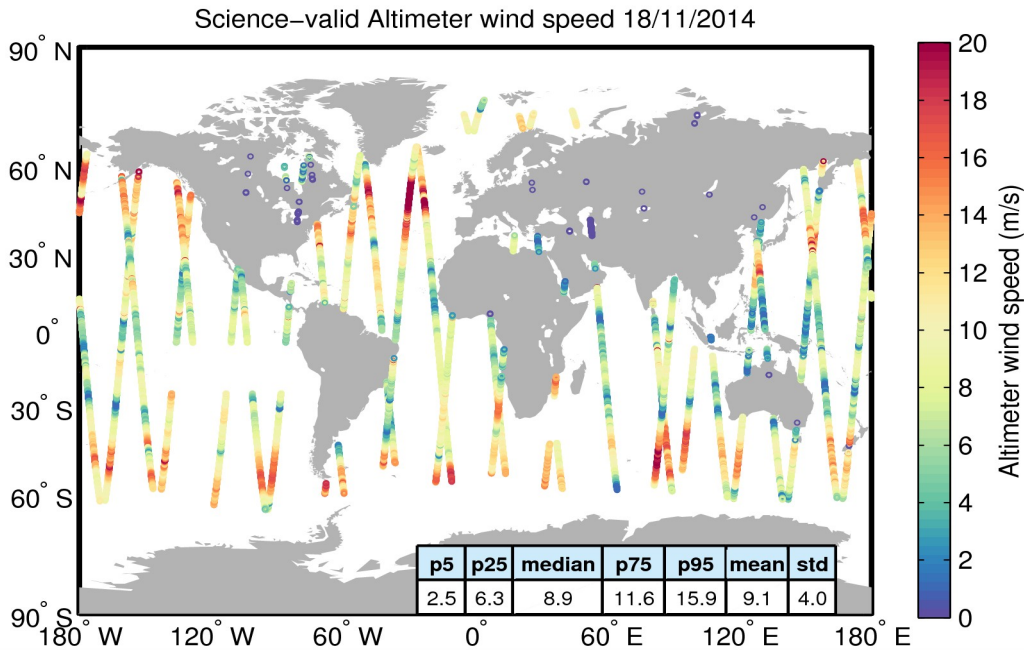 Science−valid Altimeter wind speed 18/11/2014
90° N
60° N
30° N
0°
30° S
60° S
90° S
180° W
120° W
60° W
0°
60° E
120° E
180° E
p5 p25 median p75 p95 mean std
2.5 6.3 8.9 11.6 15.9 9.1 4.0
20
18
16
14
12
10
8
6
4
2
0
Altimeter wind speed (m/s)